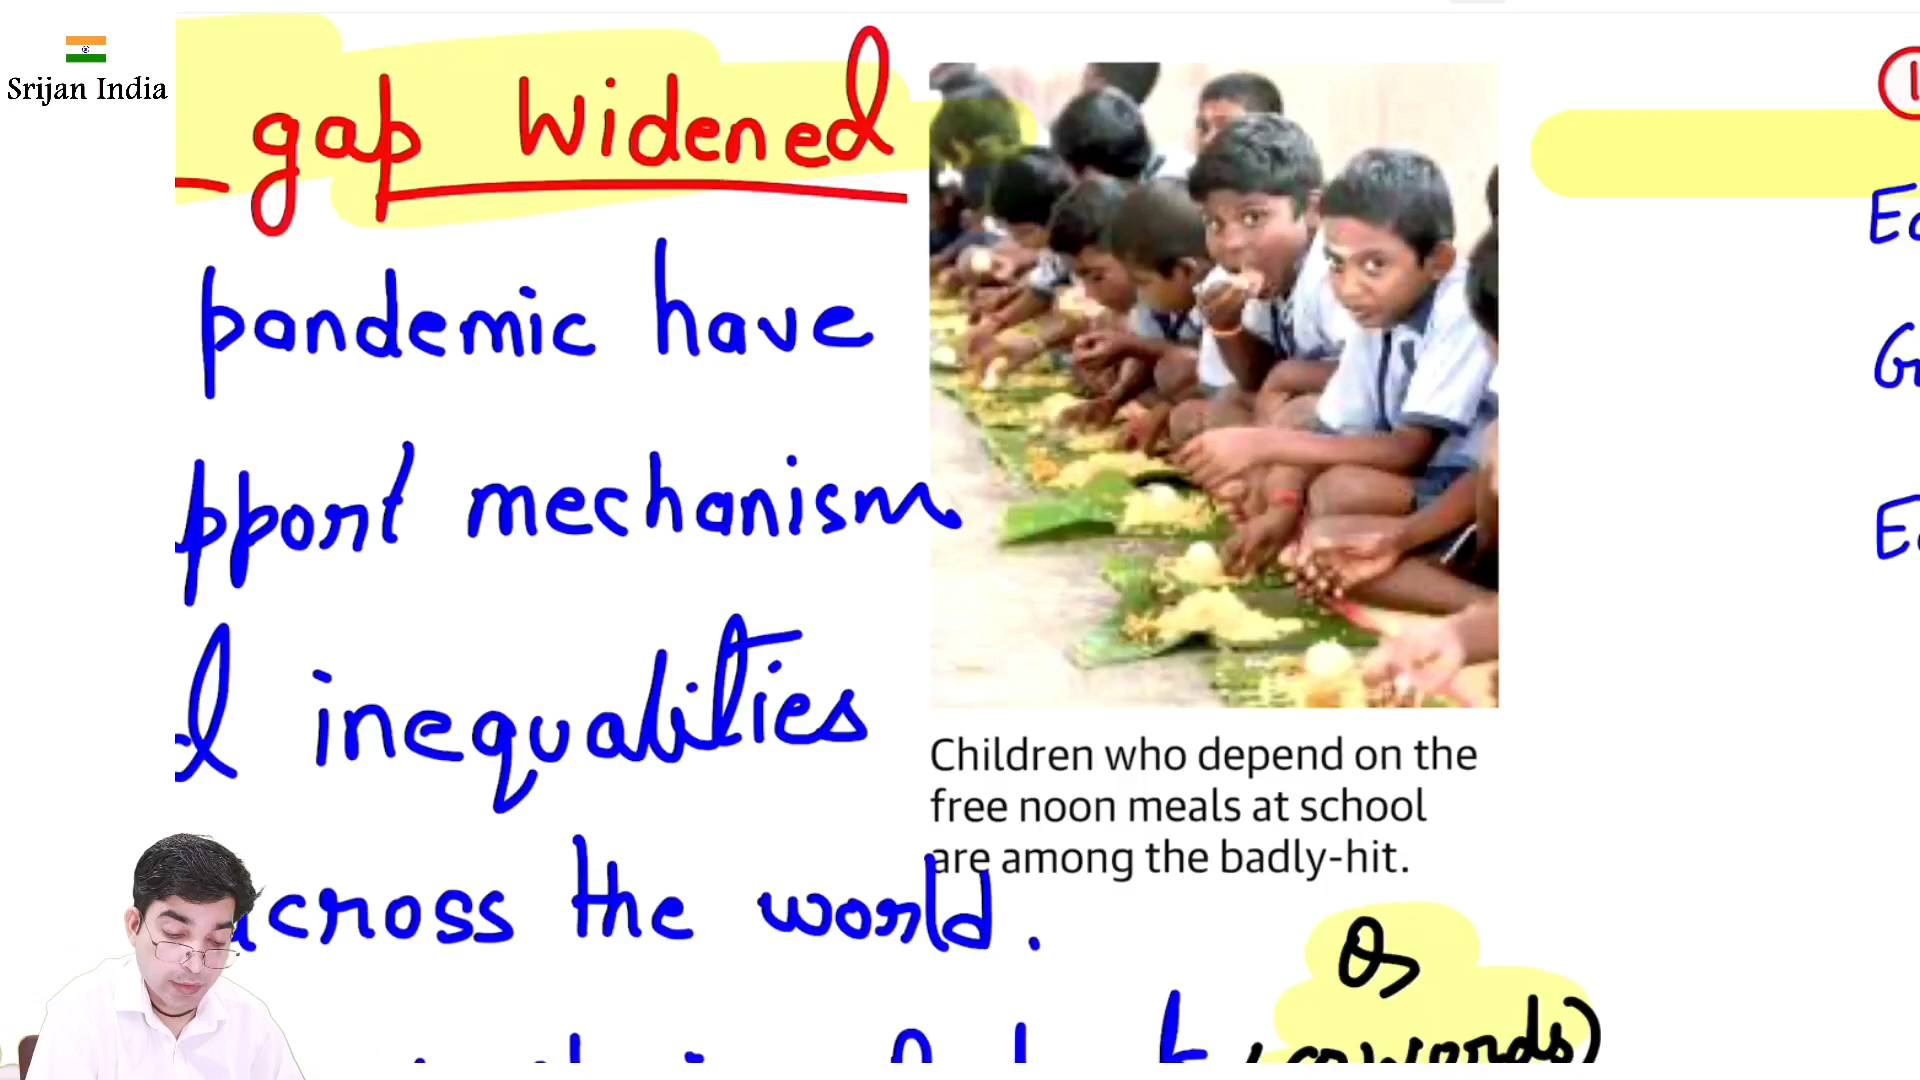 Srijan India
gap widened
pandemic have
pport mechanism
inequalities
across the world.
Children who depend on the
free noon meals at school
are among the badly-hit.